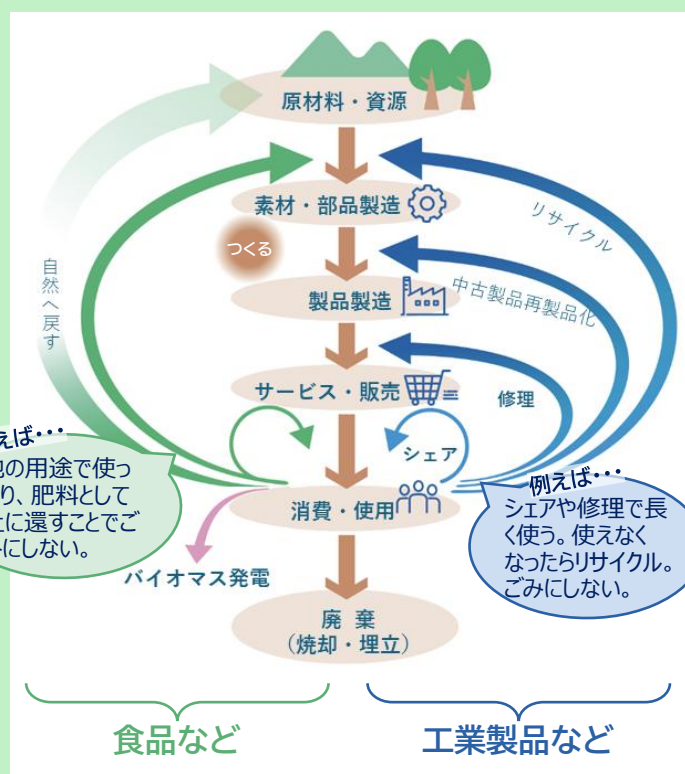 原材料・資源
素材・部品製造
つくる
リサイクル
自然へ戻す
中古製品再製品化
製品製造
修理
サービス・販売
シェア
えば・・・
他の用途で使っ
り、肥料として
土に還すことでご
にしない。
例えば・・・
シェアや修理で長
く使う。使えなく
なったらリサイクル。
ごみにしない。
消費・使用
バイオマス発電
廃 棄
(焼却・埋立)
食品など
工業製品など